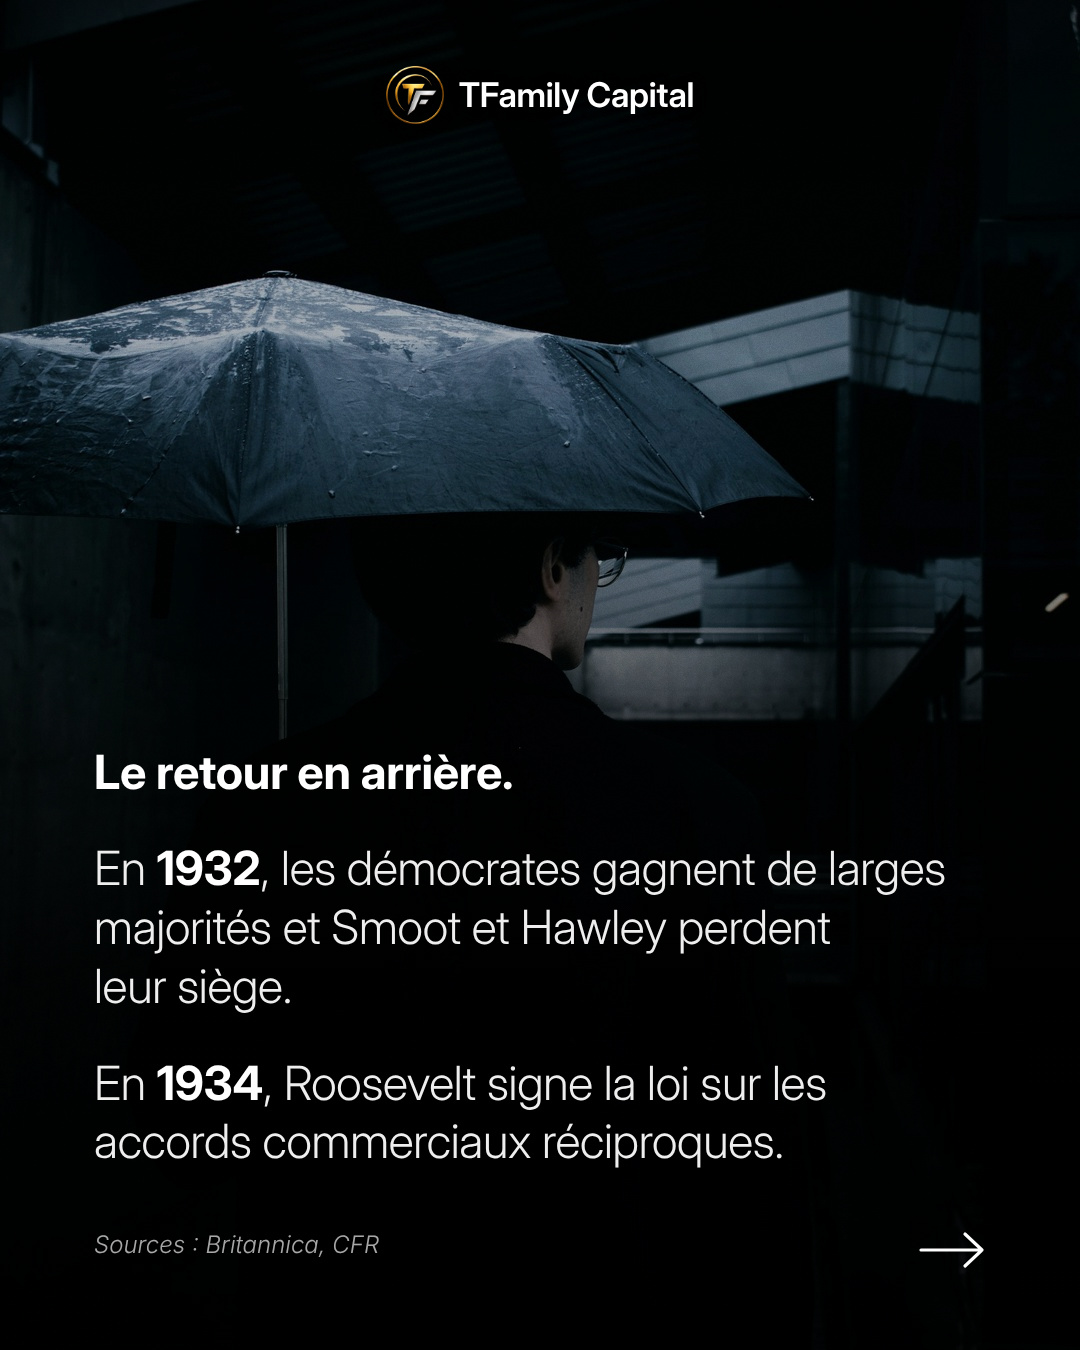 TF TFamily Capital
Le retour en arrière.
En 1932, les démocrates gagnent de larges
majorités et Smoot et Hawley perdent
leur siège.
En 1934, Roosevelt signe la loi sur les
accords commerciaux réciproques.
Sources : Britannica, CFR